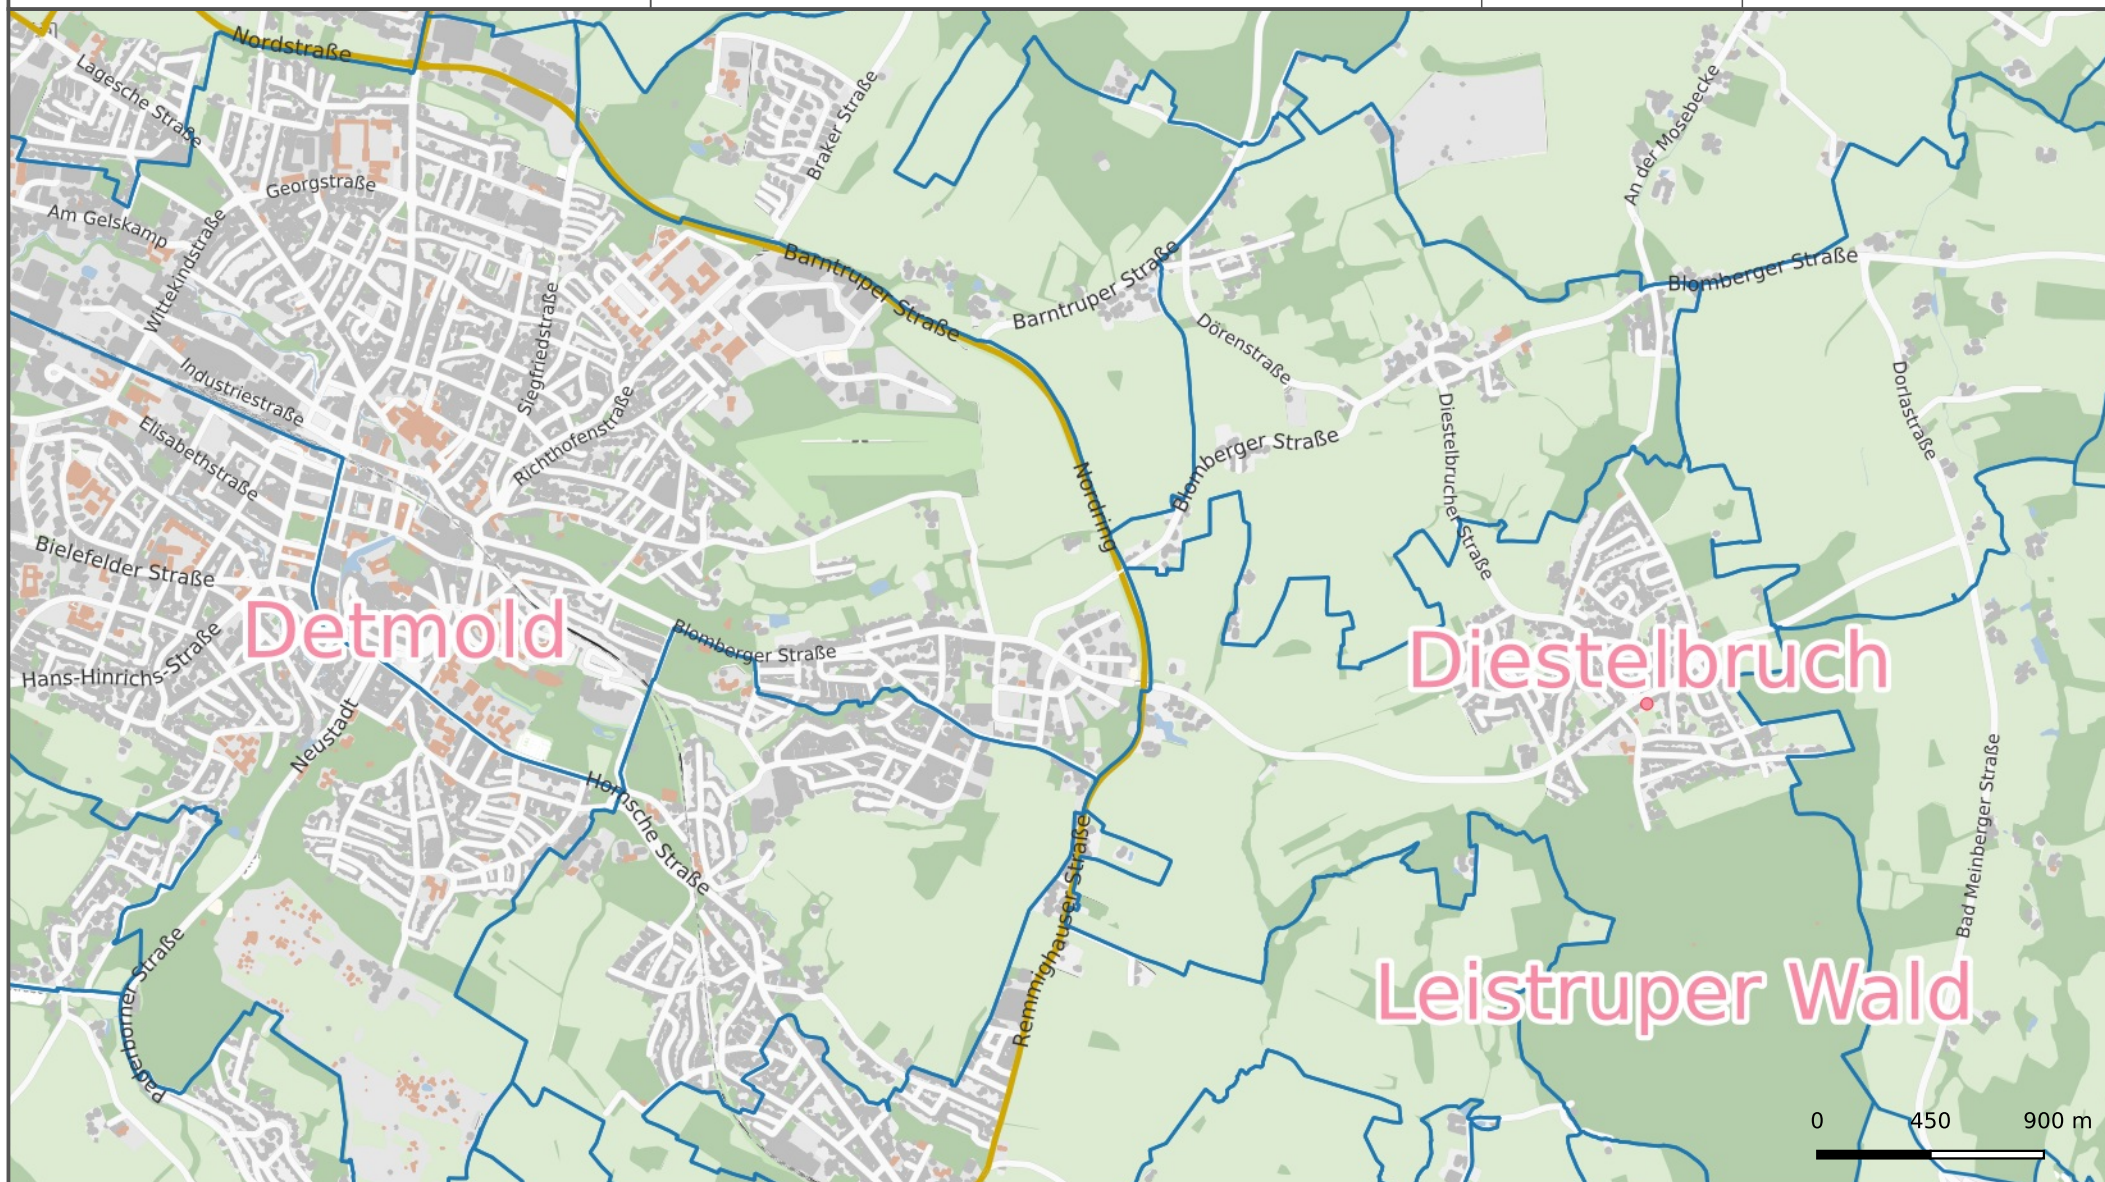 Nordstraße
Lagesche Straße
Braker Straße
An der Mosebecke
Georgstraße
Am Gelskamp
Wittekindstraße
Barntruper Straße
Barntruper Straße
Blomberger Straße
Siegfriedstraße
Dörenstraße
Industriestraße
Dorlastraße
Richthofenstraße
Elisabethstraße
Diestelbrucher Straße
Blomberger Straße
Nordring
Bielefelder Straße
Detmold
Blomberger Straße
Diestelbruch
Hans-Hinrichs-Straße
Neustadt
Hornsche Straße
Bad Meinberger Straße
Remmighauser Straße
Paderborner Straße
Leistruper Wald
0 450 900 m